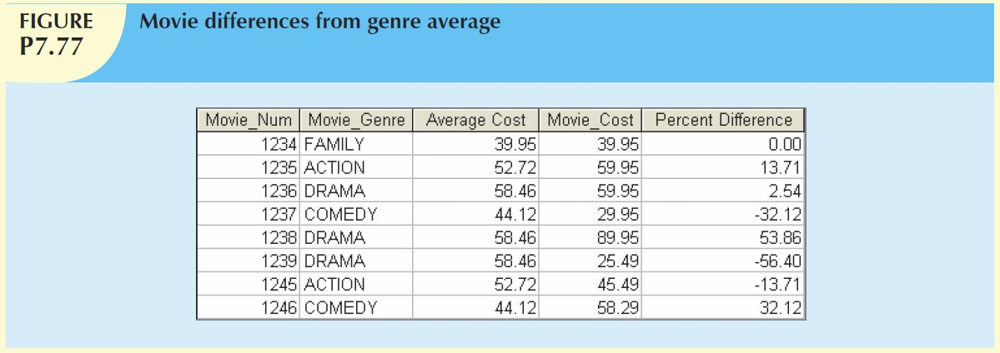 FIGURE
P7.77
Movie differences from genre average
Movie_Num Movie_Genre Average Cost Movie_Cost Percent Difference
1234 FAMILY 39.95 39.95 0.00
1235 ACTION 52.72 59.95 13.71
1236 DRAMA 58.46 59.95 2.54
1237 COMEDY 44.12 29.95 -32.12
1238 DRAMA 58.46 89.95 53.86
1239 DRAMA 58.46 25.49 -56.40
1245 ACTION 52.72 45.49 -13.71
1246 COMEDY 44.12 58.29 32.12